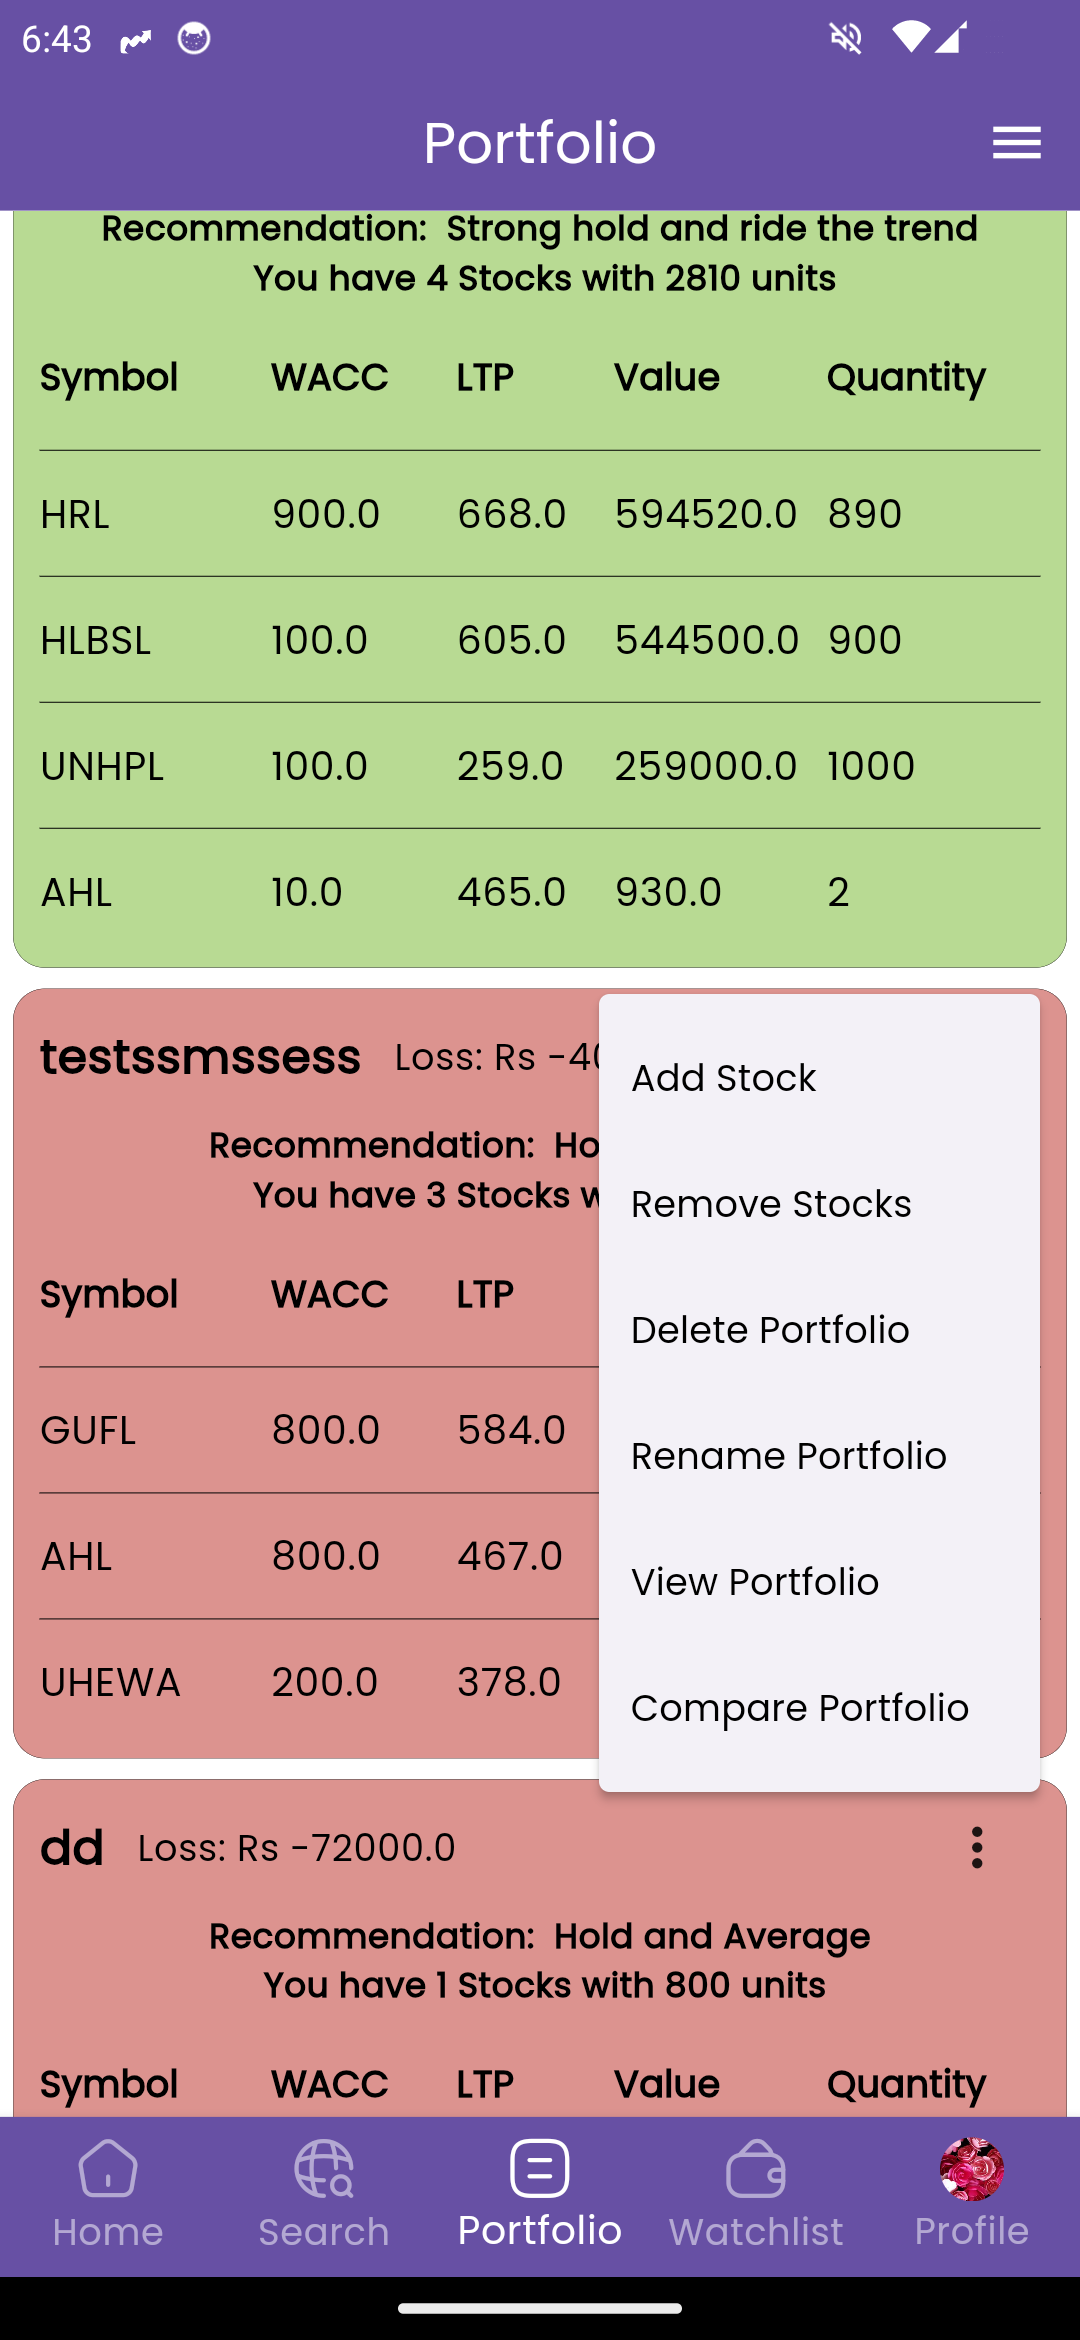 6:43
Portfolio
Recommendation: Strong hold and ride the trend
You have 4 Stocks with 2810 units
Symbol WACC LTP Value Quantity
HRL 900.0 668.0 594520.0 890
HLBSL 100.0 605.0 544500.0 900
UNHPL 100.0 259.0 259000.0 1000
AHL 10.0 465.0 930.0 2
testssmssess Loss: Rs
Recommendation:
You have 3 Stocks
Symbol WACC LTP
GUFL 800.0 584.0
AHL 800.0 467.0
UHEWA 200.0 378.0
Add Stock
Remove Stocks
Delete Portfolio
Rename Portfolio
View Portfolio
Compare Portfolio
dd Loss: Rs -72000.0
Recommendation: Hold and Average
You have 1 Stocks with 800 units
Symbol WACC LTP Value Quantity
Home Search Portfolio Watchlist Profile